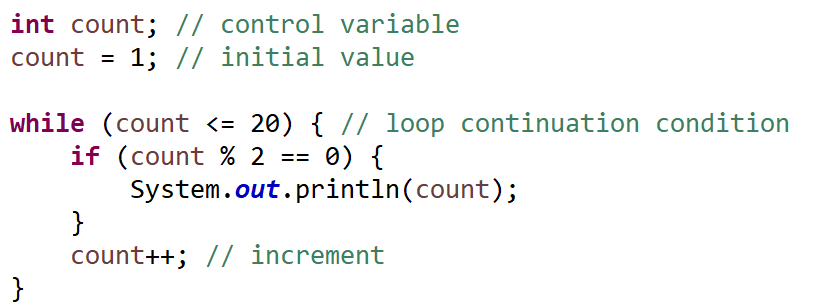 int count; // control variable
count = 1; // initial value

while (count <= 20) { // loop continuation condition
    if (count % 2 == 0) {
        System.out.println(count);
    }
    count++; // increment
}